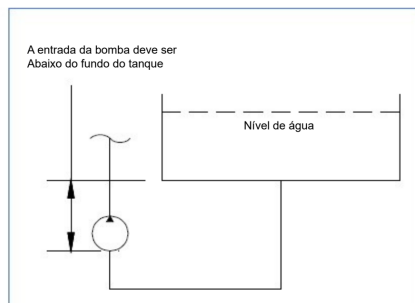 A entrada da bomba deve ser
Abaixo do fundo do tanque
Nível de água